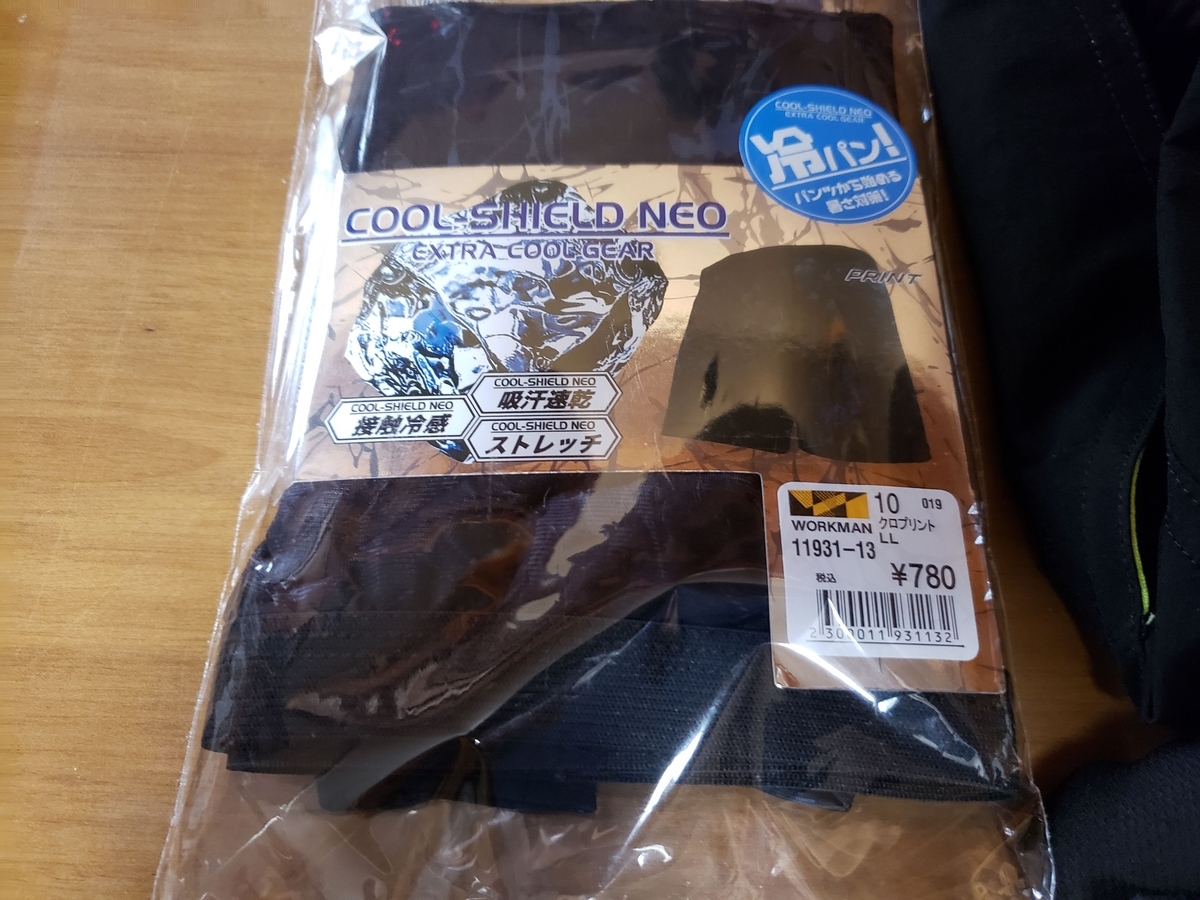 COOL-SHIELD NEO
EXTRA COOL GEAR
冷パン!
パンツから始める
暑さ対策!
COOL-SHIELD NEO
EXTRA COOL GEAR
PRINT
COOL-SHIELD NEO
吸汗速乾
COOL-SHIELD NEO
接触冷感
COOL-SHIELD NEO
ストレッチ
WORKMAN
10 019
クロプリント
LL
11931-13
税込 ¥780
2 300011 931132